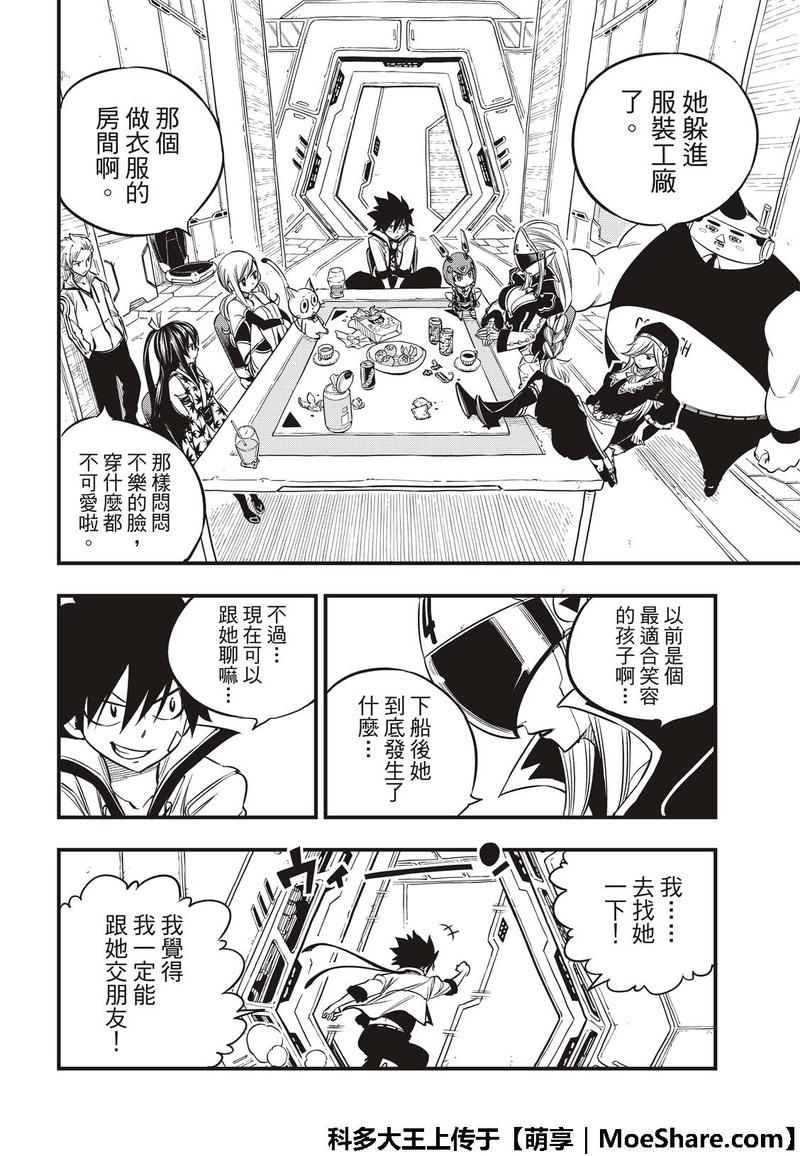 她躲進
服裝工廠
了。
那個
做衣服的
房間啊。
那樣悶悶
不樂的臉，
穿什麼都
不可愛啦。
以前是個
最適合笑容
的孩子啊…
下船後她
到底發生了
什麼…
不過…
現在可以
跟她聊嘛…
我……
去找她
一下！
ヴィーン
我覺得
我一定能
跟她交朋友！
科多大王上传于【萌享｜MoeShare.com】